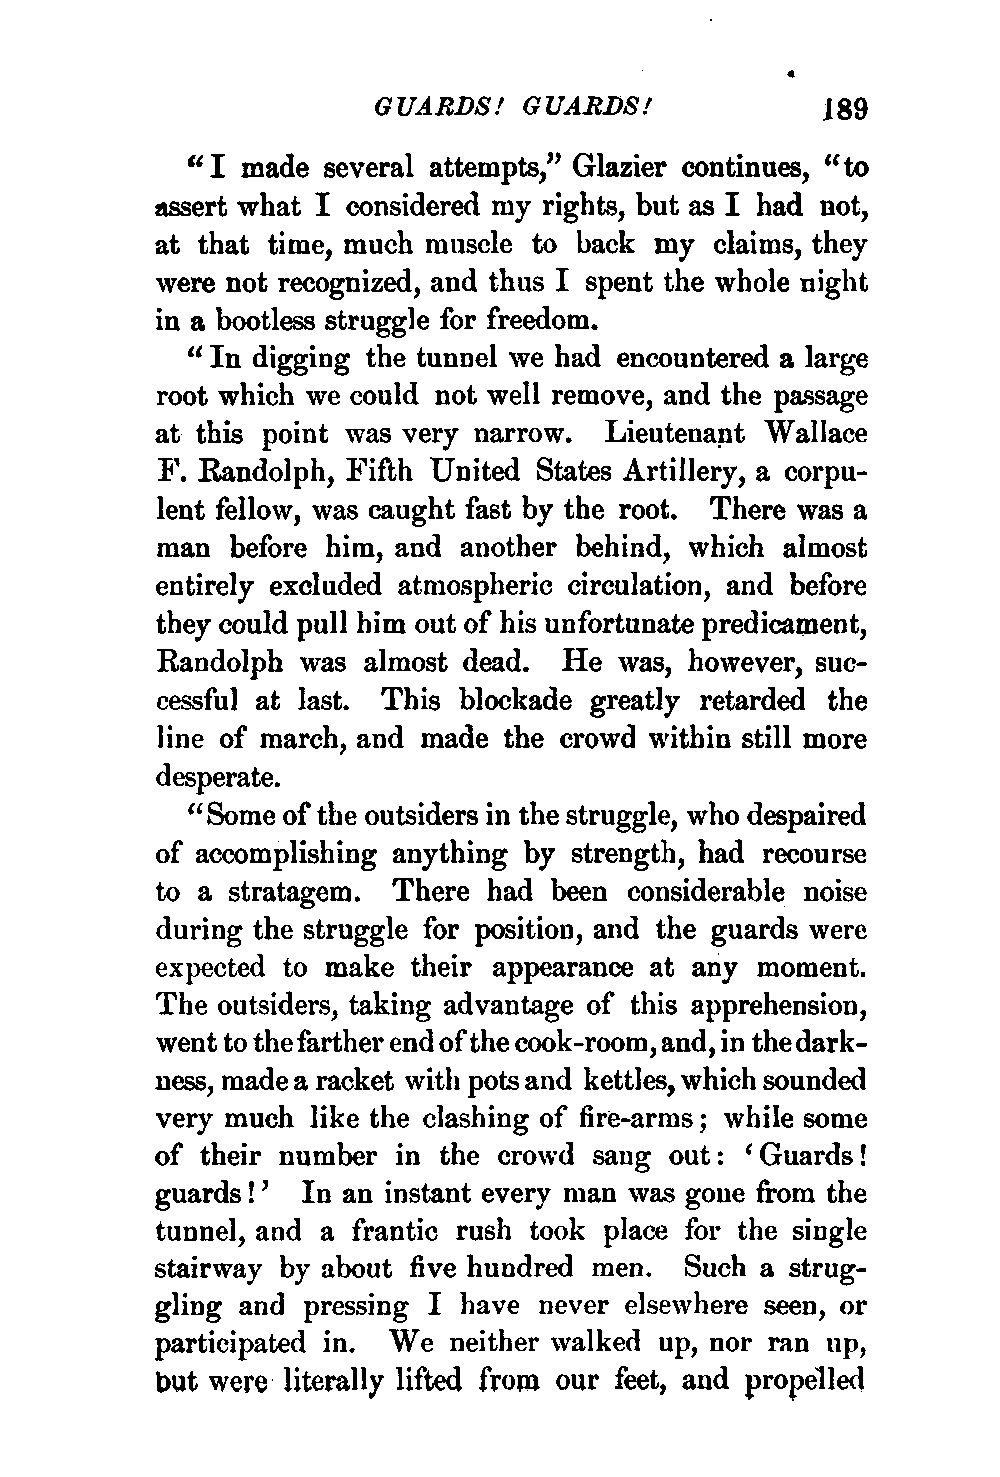 GUARDS! GUARDS! 189
"I made several attempts," Glazier continues, "to
assert what I considered my rights, but as I had not,
at that time, much muscle to back my claims, they
were not recognized, and thus I spent the whole night
in a bootless struggle for freedom.
"In digging the tunnel we had encountered a large
root which we could not well remove, and the passage
at this point was very narrow. Lieutenant Wallace
F. Randolph, Fifth United States Artillery, a corpu-
lent fellow, was caught fast by the root. There was a
man before him, and another behind, which almost
entirely excluded atmospheric circulation, and before
they could pull him out of his unfortunate predicament,
Randolph was almost dead. He was, however, suc-
cessful at last. This blockade greatly retarded the
line of march, and made the crowd within still more
desperate.
"Some of the outsiders in the struggle, who despaired
of accomplishing anything by strength, had recourse
to a stratagem. There had been considerable noise
during the struggle for position, and the guards were
expected to make their appearance at any moment.
The outsiders, taking advantage of this apprehension,
went to the farther end of the cook-room, and, in the dark-
ness, made a racket with pots and kettles, which sounded
very much like the clashing of fire-arms; while some
of their number in the crowd sang out: 'Guards!
guards!' In an instant every man was gone from the
tunnel, and a frantic rush took place for the single
stairway by about five hundred men. Such a strug-
gling and pressing I have never elsewhere seen, or
participated in. We neither walked up, nor ran up,
but were literally lifted from our feet, and propelled